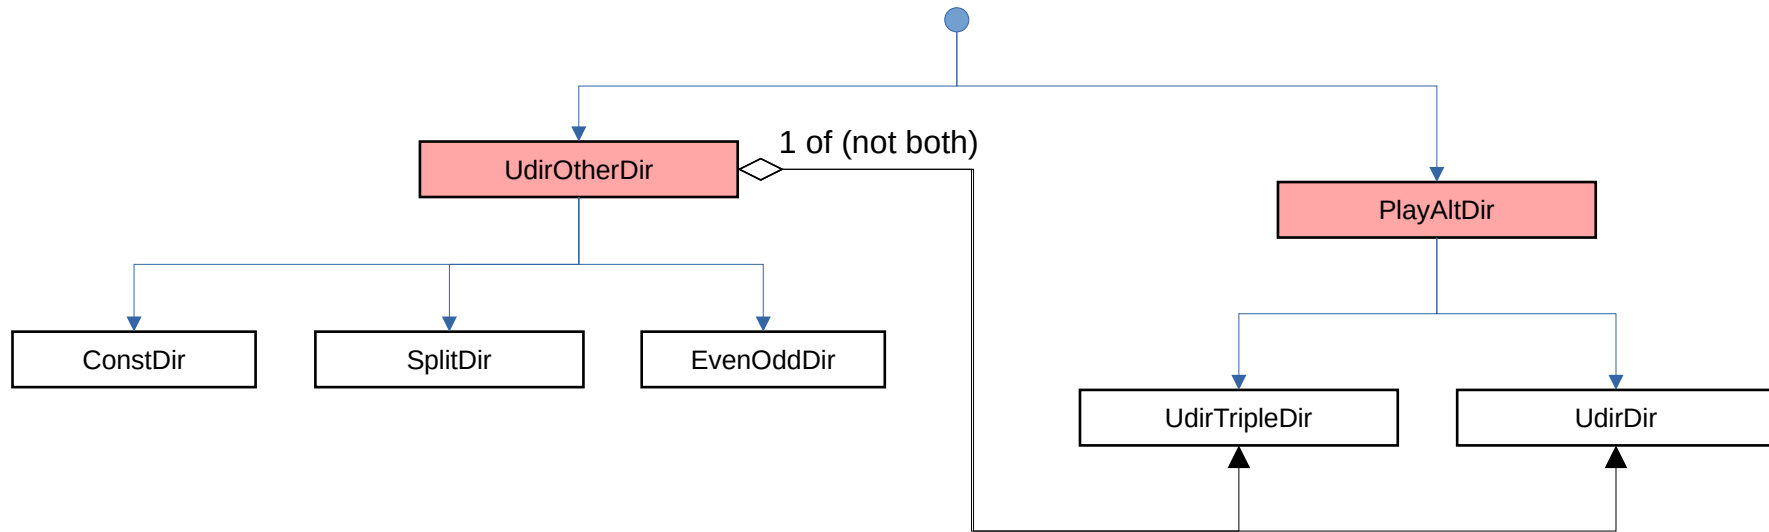 1 of (not both)
UdirOtherDir
PlayAltDir
ConstDir
SplitDir
EvenOddDir
UdirTripleDir
UdirDir